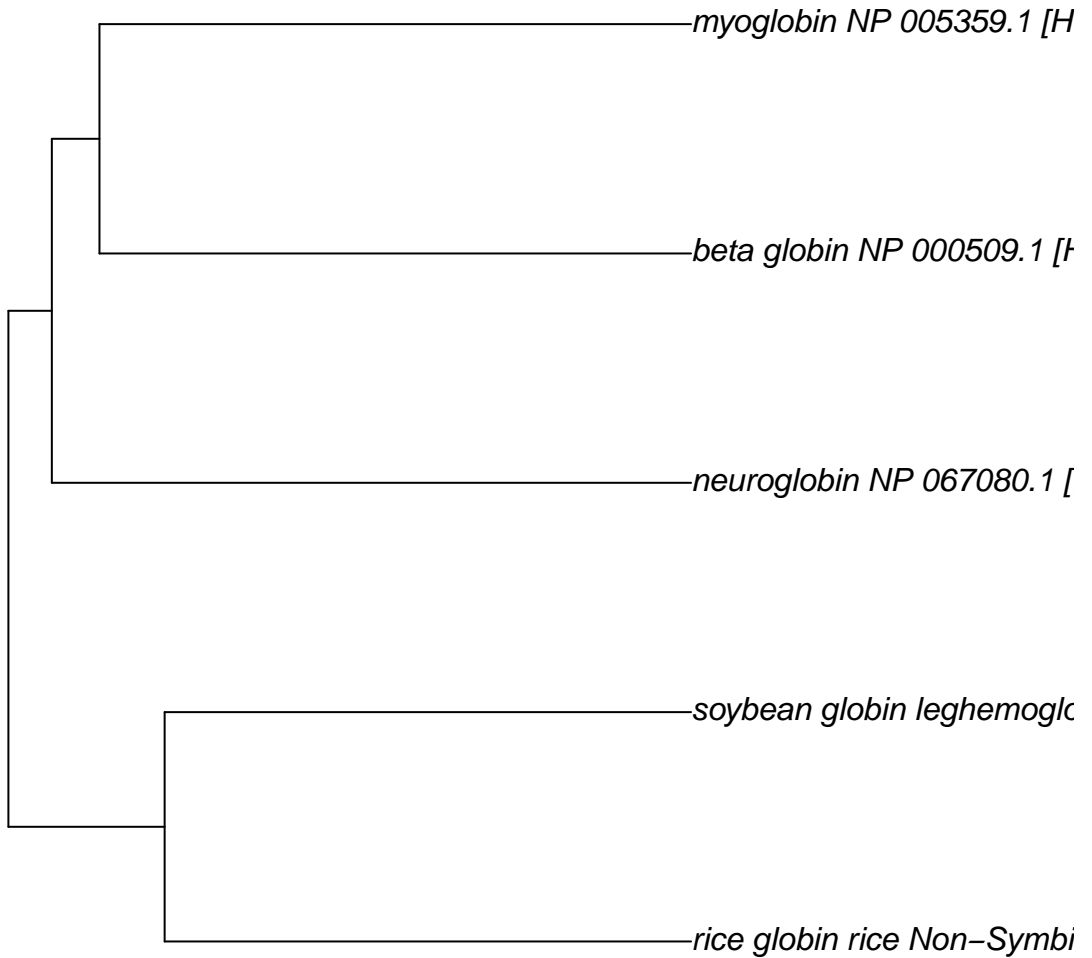 myoglobin NP 005359.1 [H
beta globin NP 000509.1 [H
neuroglobin NP 067080.1 [
soybean globin leghemoglo
rice globin rice Non−Symbi